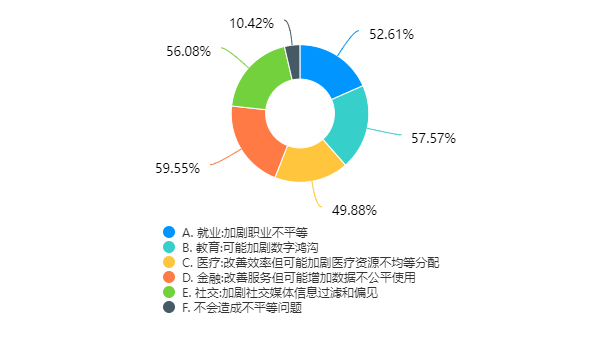 10.42%
52.61%
56.08%
57.57%
59.55%
49.88%
A. 就业:加剧职业不平等
B. 教育:可能加剧数字鸿沟
C. 医疗:改善效率但可能加剧医疗资源不均等分配
D. 金融:改善服务但可能增加数据不公平使用
E. 社交:加剧社交媒体信息过滤和偏见
F. 不会造成不平等问题